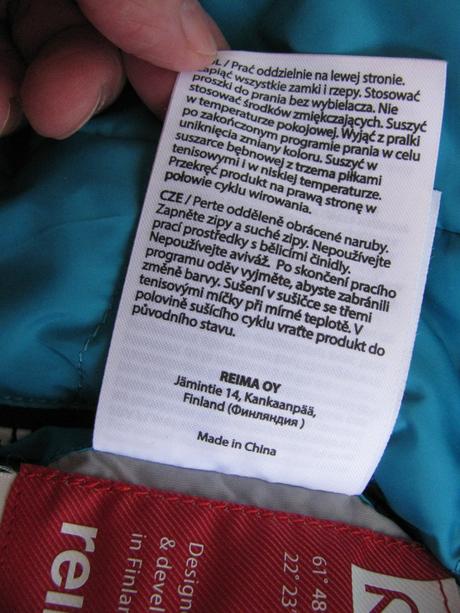 POL / Prać oddzielnie na lewej stronie.
Zapiąć wszystkie zamki i rzepy. Stosować
proszki do prania bez wybielacza. Nie
stosować środków zmiękczających. Suszyć
w temperaturze pokojowej. Wyjąć z pralki
po zakończonym programie prania w celu
uniknięcia zmiany koloru. Suszyć w
suszarce bębnowej z trzema piłkami
tenisowymi i w niskiej temperaturze.
Przekręć produkt na prawą stronę w
połowie cyklu wirowania.
CZE / Perte odděleně obrácené naruby.
Zapněte zipy a suché zipy. Nepoužívejte
prací prostředky s bělicími činidly.
Nepoužívejte aviváž. Po skončení pracího
programu oděv vyjměte, abyste zabránili
změně barvy. Sušení v sušičce se třemi
tenisovými míčky při mírné teplotě. V
polovině sušicího cyklu vraťte produkt do
původního stavu.
REIMA OY
Jämintie 14, Kankaanpää,
Finland (Финляндия )
Made in China
Design
& devel
in Finlan
61° 48
22° 23